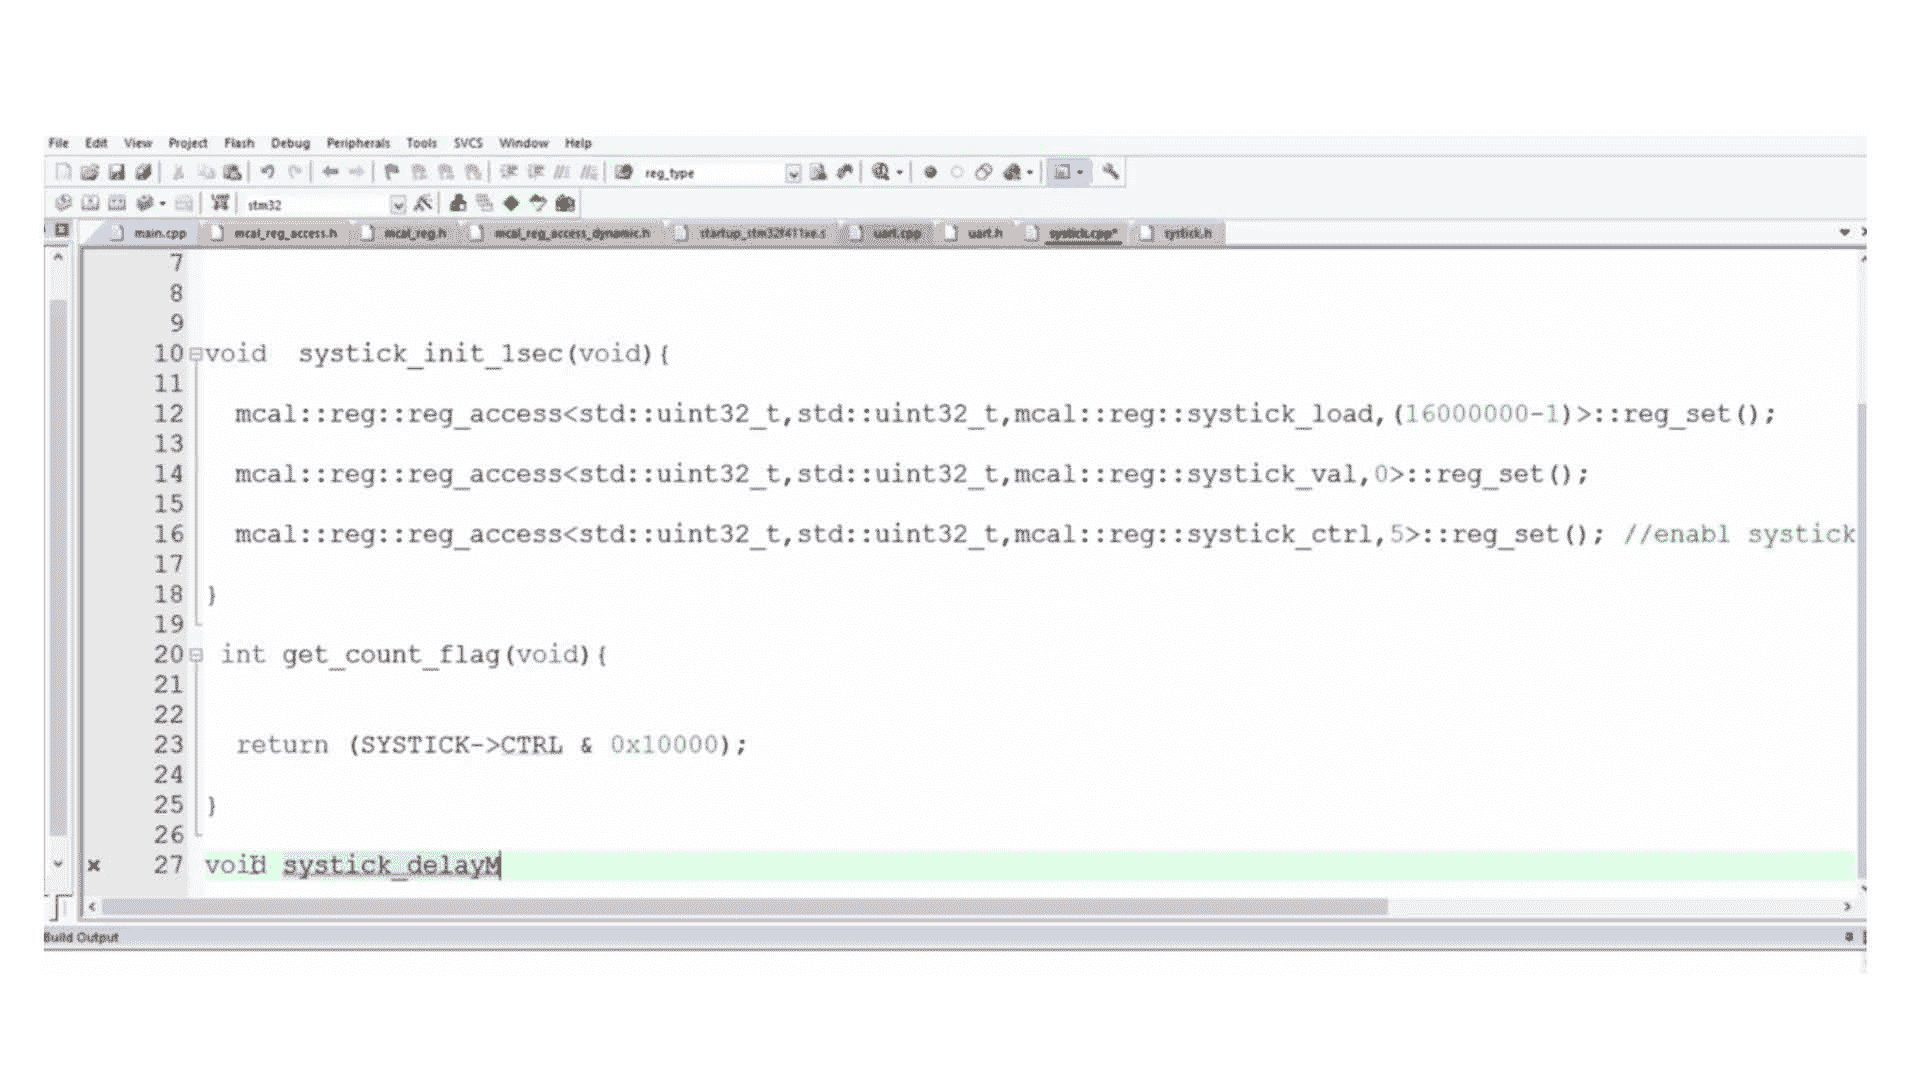 File Edit View Project Flash Debug Peripherals Tools SVCS Window Help
reg_type
stm32
main.cpp mcal_reg_access.h mcal_reg.h mcal_reg_access_dynamic.h startup_stm32f411xe.s uart.cpp uart.h systick.cpp* systick.h
7
8
9
10 void  systick_init_1sec(void){
11
12 mcal::reg::reg_access<std::uint32_t,std::uint32_t,mcal::reg::systick_load,(16000000-1)>::reg_set();
13
14 mcal::reg::reg_access<std::uint32_t,std::uint32_t,mcal::reg::systick_val,0>::reg_set();
15
16 mcal::reg::reg_access<std::uint32_t,std::uint32_t,mcal::reg::systick_ctrl,5>::reg_set(); //enabl systick
17
18 }
19
20 int get_count_flag(void){
21
22
23 return (SYSTICK->CTRL & 0x10000);
24
25 }
26
27 void systick_delayM
Build Output